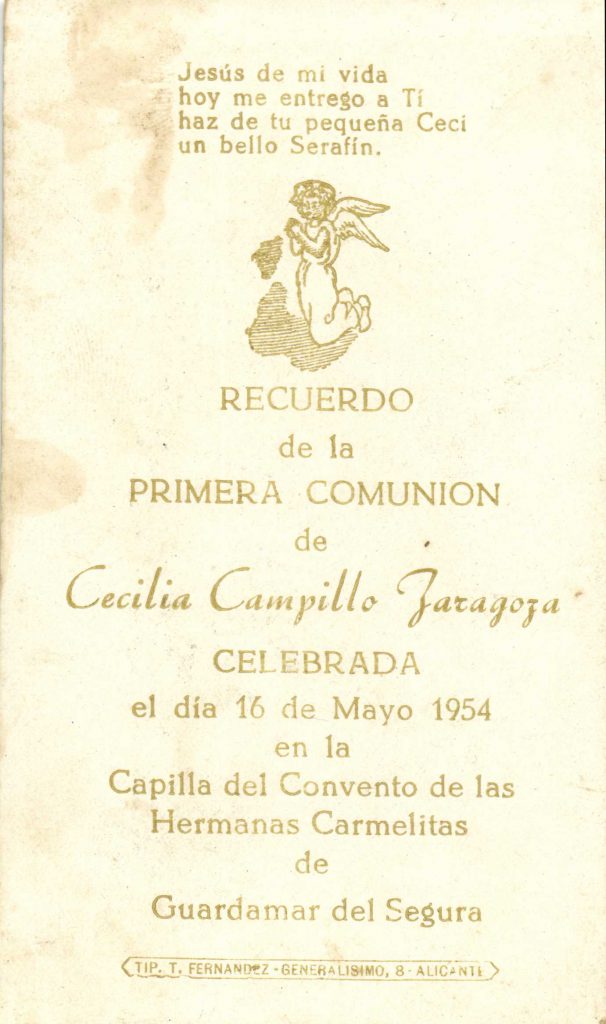 Jesús de mi vida
hoy me entrego a Tí
haz de tu pequeña Ceci
un bello Serafín.
RECUERDO
de la
PRIMERA COMUNION
de
Cecilia Campillo Zaragoza
CELEBRADA
el día 16 de Mayo 1954
en la
Capilla del Convento de las
Hermanas Carmelitas
de
Guardamar del Segura
TIP. T. FERNANDEZ - GENERALISIMO, 8 - ALICANTE